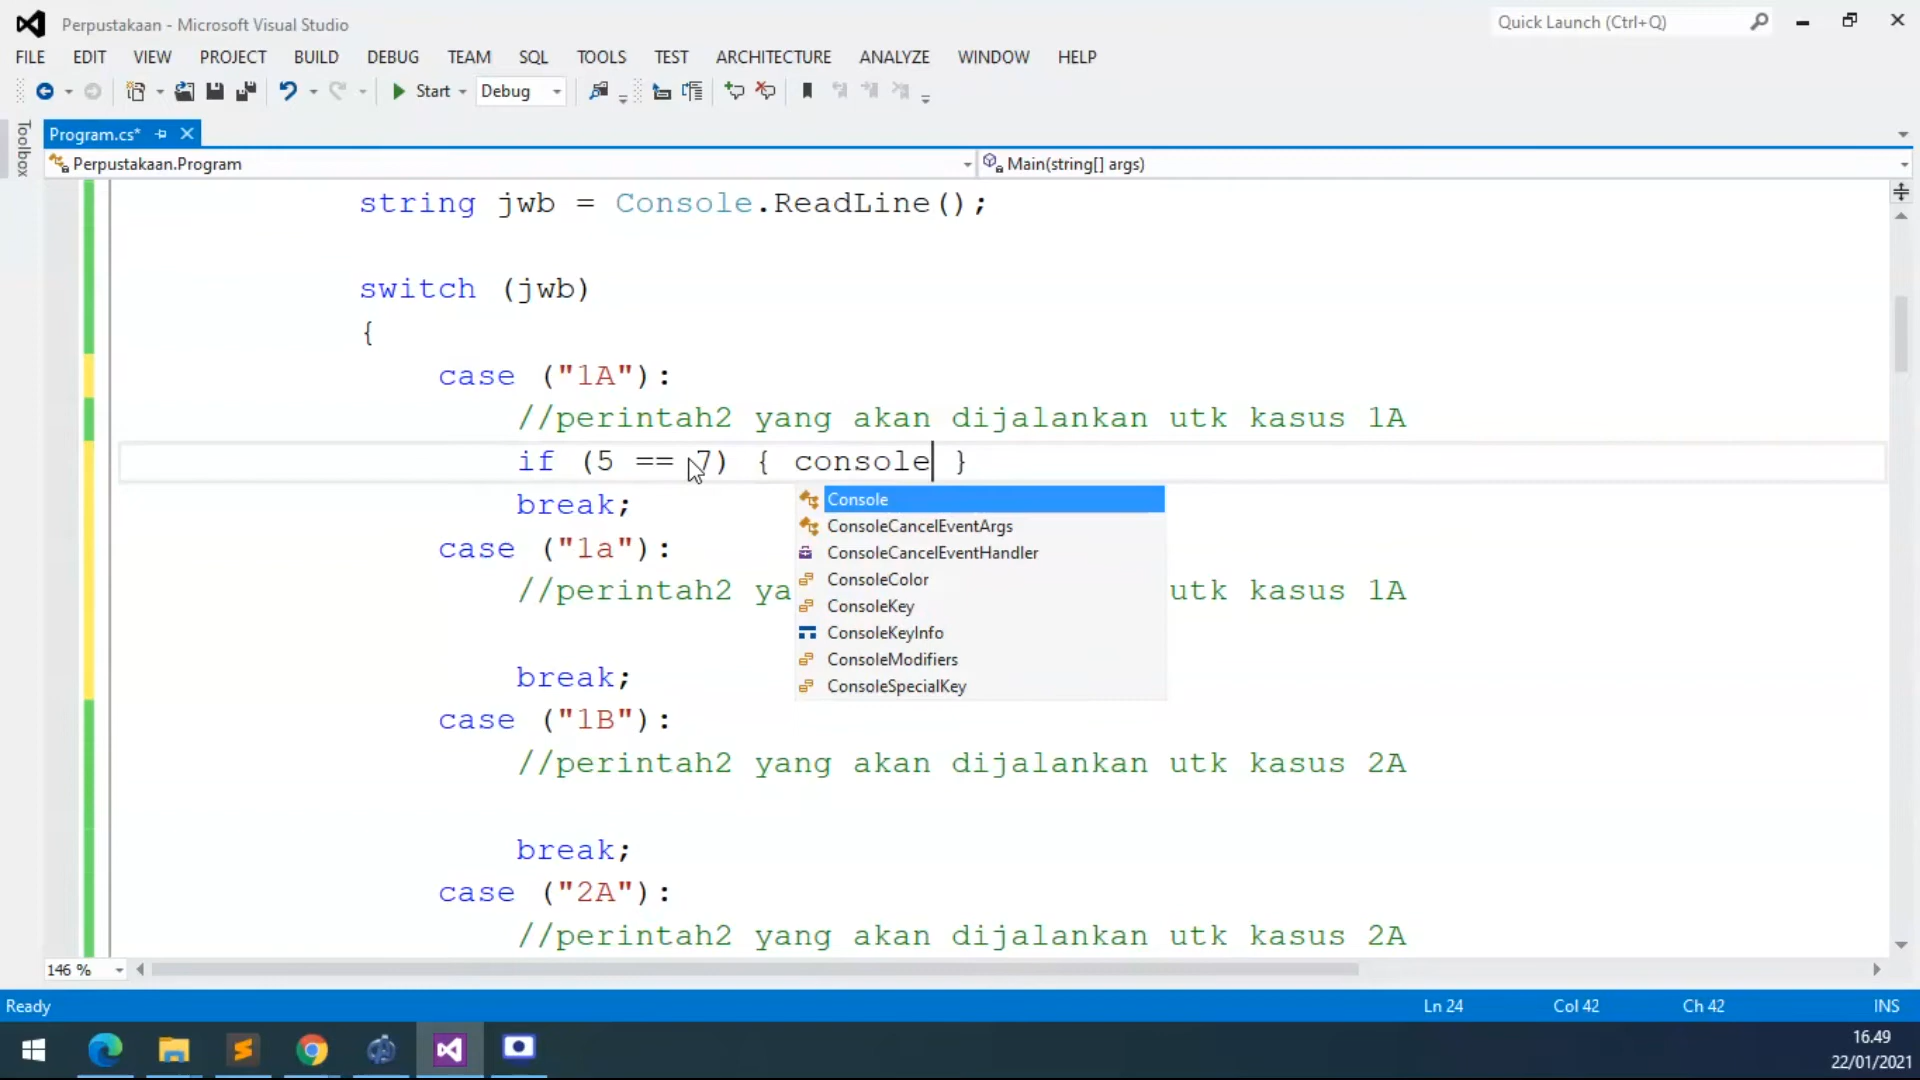 Perpustakaan - Microsoft Visual Studio
Quick Launch (Ctrl+Q)
FILE EDIT VIEW PROJECT BUILD DEBUG TEAM SQL TOOLS TEST ARCHITECTURE ANALYZE WINDOW HELP
Start Debug
Toolbox
Program.cs*
Perpustakaan.Program
Main(string[] args)
string jwb = Console.ReadLine();
switch (jwb)
{
case ("1A"):
//perintah2 yang akan dijalankan utk kasus 1A
if (5 == 7) { console }
break;
case ("1a"):
//perintah2 ya utk kasus 1A
break;
case ("1B"):
//perintah2 yang akan dijalankan utk kasus 2A
break;
case ("2A"):
//perintah2 yang akan dijalankan utk kasus 2A
Console
ConsoleCancelEventArgs
ConsoleCancelEventHandler
ConsoleColor
ConsoleKey
ConsoleKeyInfo
ConsoleModifiers
ConsoleSpecialKey
146 %
Ready
Ln 24 Col 42 Ch 42 INS
16.49
22/01/2021